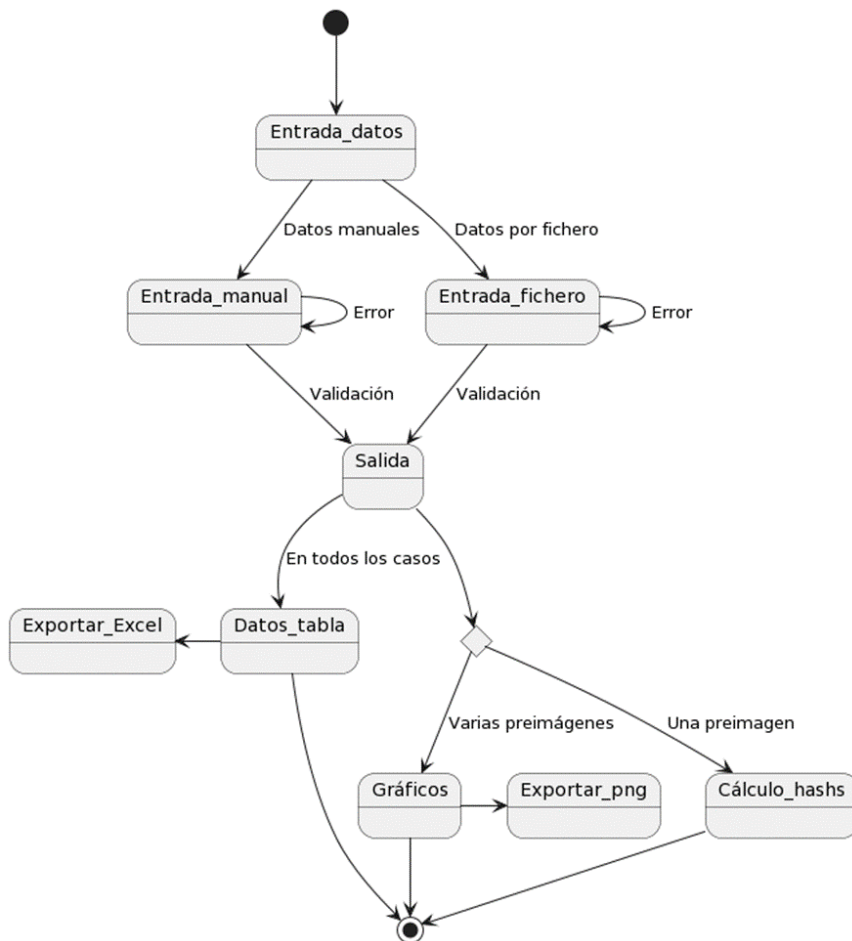 Entrada_datos
Datos manuales
Datos por fichero
Entrada_manual
Error
Entrada_fichero
Error
Validación
Validación
Salida
En todos los casos
Exportar_Excel
Datos_tabla
Varias preimágenes
Una preimagen
Gráficos
Exportar_png
Cálculo_hashs